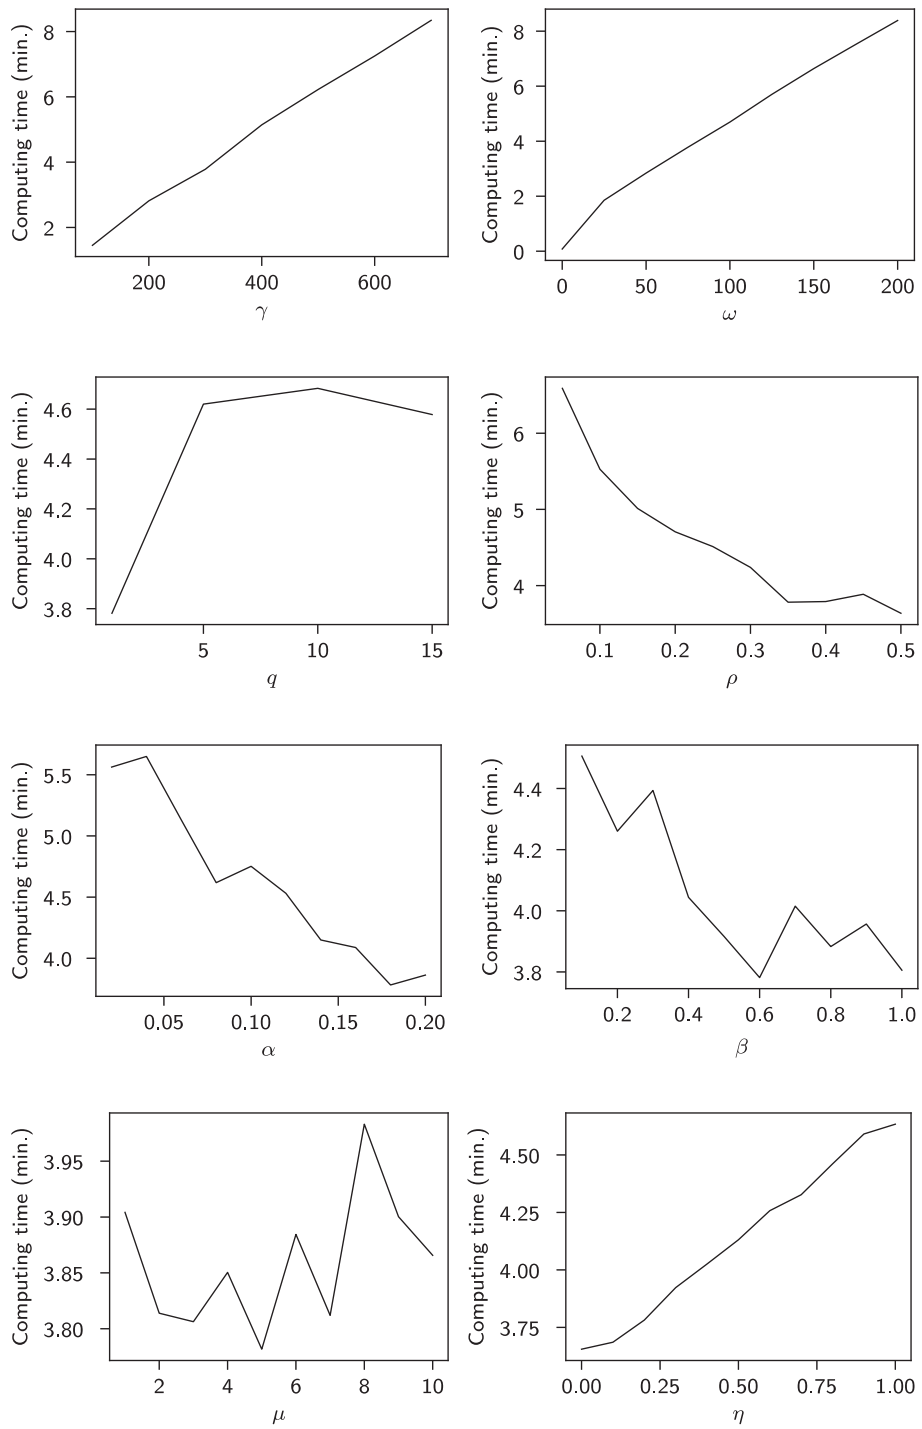 Computing time (min.)
8
6
4
2
200 400 600
γ
Computing time (min.)
8
6
4
2
0
0 50 100 150 200
ω
Computing time (min.)
4.6
4.4
4.2
4.0
3.8
5 10 15
q
Computing time (min.)
6
5
4
0.1 0.2 0.3 0.4 0.5
ρ
Computing time (min.)
5.5
5.0
4.5
4.0
0.05 0.10 0.15 0.20
α
Computing time (min.)
4.4
4.2
4.0
3.8
0.2 0.4 0.6 0.8 1.0
β
Computing time (min.)
3.95
3.90
3.85
3.80
2 4 6 8 10
μ
Computing time (min.)
4.50
4.25
4.00
3.75
0.00 0.25 0.50 0.75 1.00
η